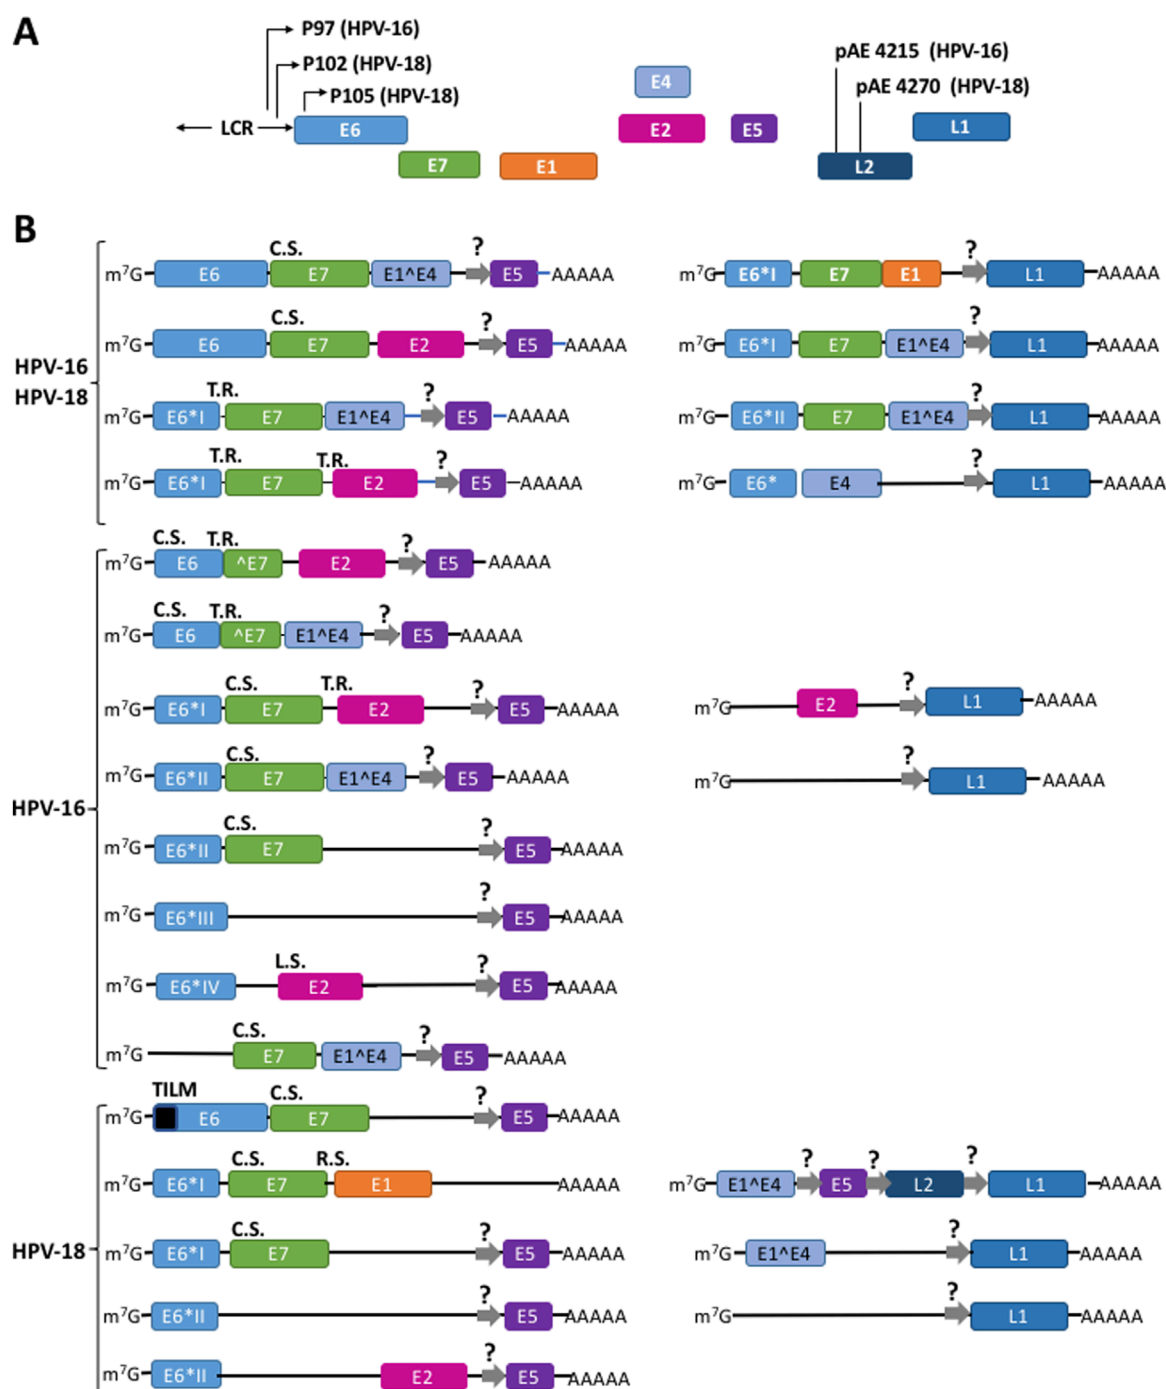 A
P97 (HPV-16)
P102 (HPV-18)
P105 (HPV-18)
pAE 4215 (HPV-16)
pAE 4270 (HPV-18)
LCR
E6
E4
E2
E5
L1
E7
E1
L2
B
HPV-16
HPV-18
C.S.
?
m⁷G E6 E7 E1^E4 E5 AAAAA
?
m⁷G E6*I E7 E1 L1 AAAAA
C.S.
?
m⁷G E6 E7 E2 E5 AAAAA
?
m⁷G E6*I E7 E1^E4 L1 AAAAA
T.R.
?
m⁷G E6*I E7 E1^E4 E5 AAAAA
?
m⁷G E6*II E7 E1^E4 L1 AAAAA
T.R. T.R. ?
m⁷G E6*I E7 E2 E5 AAAAA
?
m⁷G E6* E4 L1 AAAAA
HPV-16
C.S. T.R. ?
m⁷G E6 ^E7 E2 E5 AAAAA
C.S. T.R. ?
m⁷G E6 ^E7 E1^E4 E5 AAAAA
C.S. T.R. ?
m⁷G E6*I E7 E2 E5 AAAAA
?
m⁷G E2 L1 AAAAA
C.S. ?
m⁷G E6*II E7 E1^E4 E5 AAAAA
?
m⁷G L1 AAAAA
C.S. ?
m⁷G E6*II E7 E5 AAAAA
?
m⁷G E6*III E5 AAAAA
L.S. ?
m⁷G E6*IV E2 E5 AAAAA
C.S. ?
m⁷G E7 E1^E4 E5 AAAAA
HPV-18
TILM C.S. ?
m⁷G E6 E7 E5 AAAAA
C.S. R.S.
m⁷G E6*I E7 E1 AAAAA
? ? ?
m⁷G E1^E4 E5 L2 L1 AAAAA
C.S. ?
m⁷G E6*I E7 E5 AAAAA
?
m⁷G E1^E4 L1 AAAAA
?
m⁷G E6*II E5 AAAAA
?
m⁷G L1 AAAAA
?
m⁷G E6*II E2 E5 AAAAA